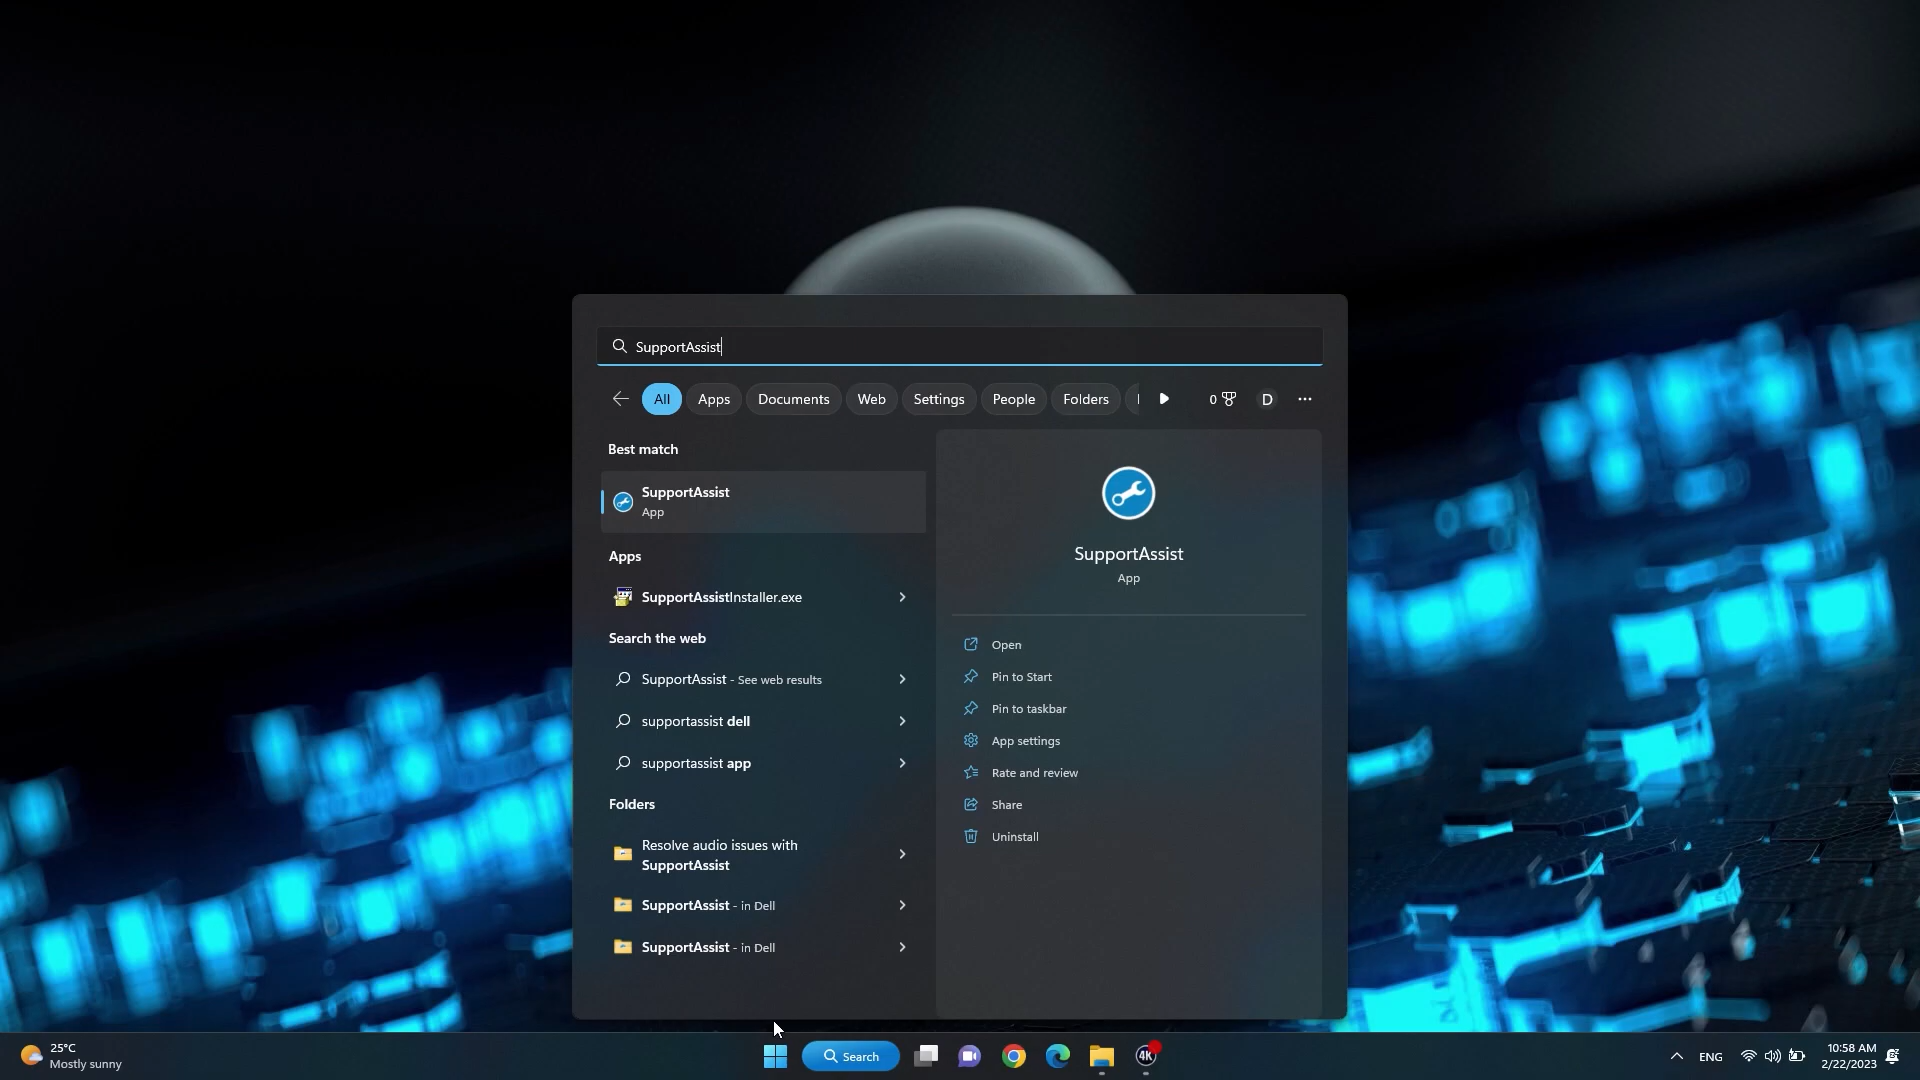 SupportAssist
All
Apps
Documents
Web
Settings
People
Folders
0
D
Best match
SupportAssist
App
Apps
SupportAssistInstaller.exe
Search the web
SupportAssist - See web results
supportassist dell
supportassist app
Folders
Resolve audio issues with
SupportAssist
SupportAssist - in Dell
SupportAssist - in Dell
SupportAssist
App
Open
Pin to Start
Pin to taskbar
App settings
Rate and review
Share
Uninstall
25°C
Mostly sunny
Search
4K
ENG
10:58 AM
2/22/2023